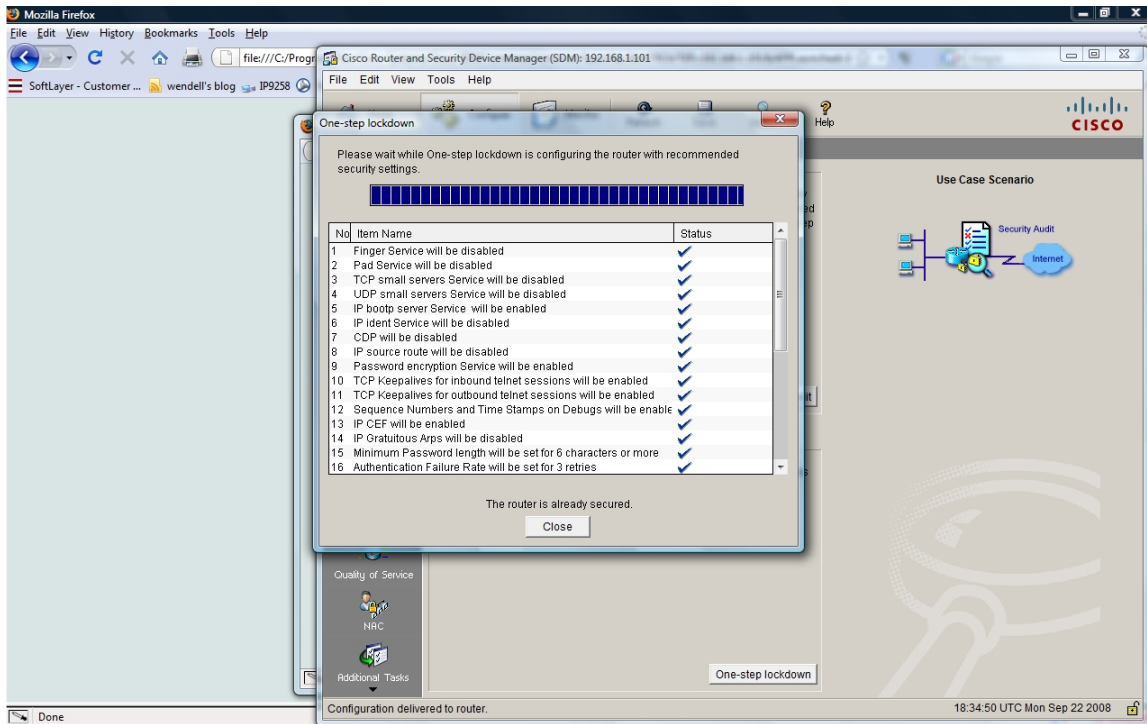 Mozilla Firefox
File Edit View History Bookmarks Tools Help
file:///C:/Progr
SoftLayer - Customer ... wendell's blog IP9258
Cisco Router and Security Device Manager (SDM): 192.168.1.101
File Edit View Tools Help
Help
CISCO
One-step lockdown
Please wait while One-step lockdown is configuring the router with recommended
security settings.
No Item Name Status
1 Finger Service will be disabled
2 Pad Service will be disabled
3 TCP small servers Service will be disabled
4 UDP small servers Service will be disabled
5 IP bootp server Service will be enabled
6 IP ident Service will be disabled
7 CDP will be disabled
8 IP source route will be disabled
9 Password encryption Service will be enabled
10 TCP Keepalives for inbound telnet sessions will be enabled
11 TCP Keepalives for outbound telnet sessions will be enabled
12 Sequence Numbers and Time Stamps on Debugs will be enable
13 IP CEF will be enabled
14 IP Gratuitous Arps will be disabled
15 Minimum Password length will be set for 6 characters or more
16 Authentication Failure Rate will be set for 3 retries
The router is already secured.
Close
Use Case Scenario
Security Audit
Internet
Quality of Service
NAC
Additional Tasks
One-step lockdown
Configuration delivered to router.
18:34:50 UTC Mon Sep 22 2008
Done